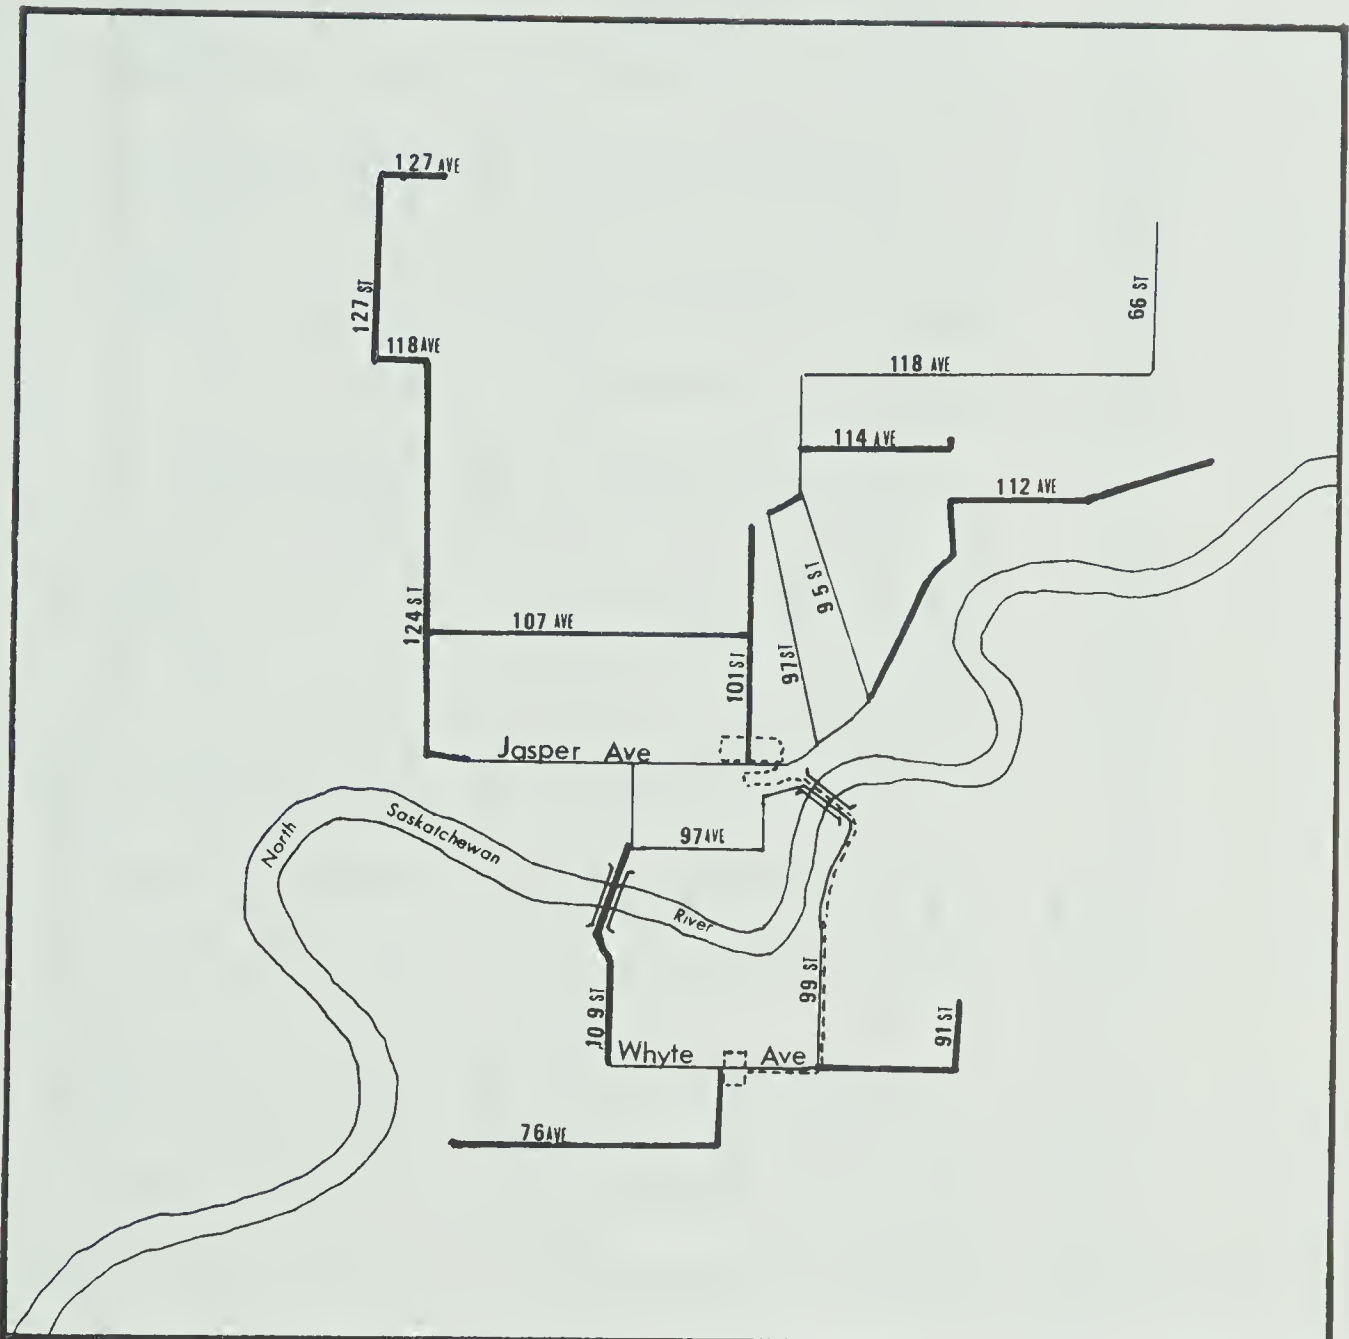 127 AVE
127 ST
66 ST
118 AVE
118 AVE
114 AVE
112 AVE
95 ST
124 ST
107 AVE
101 ST
97 ST
Jasper Ave
North Saskatchewan River
97 AVE
99 ST
109 ST
91 ST
Whyte Ave
76 AVE